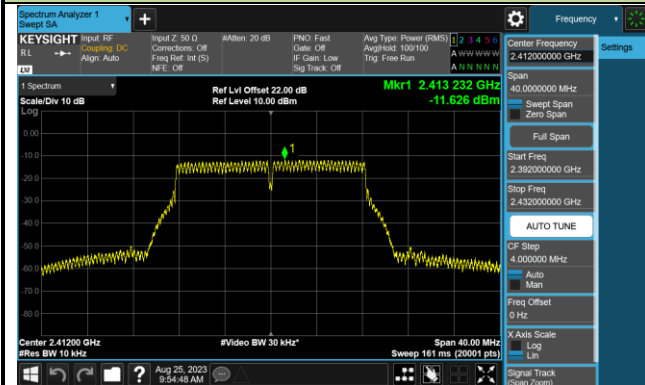 Spectrum Analyzer 1
Swept SA
+
Frequency
KEYSIGHT Input: RF
R L Coupling: DC
Align: Auto
Input Z: 50 Ω
Corrections: Off
Freq Ref: Int (S)
NFE: Off
#Atten: 20 dB
PNO: Fast
Gate: Off
IF Gain: Low
Sig Track: Off
Avg Type: Power (RMS)
Avg|Hold: 100/100
Trig: Free Run
1 2 3 4 5 6
A W W W W W
A N N N N N
LXI
1 Spectrum
Scale/Div 10 dB
Log
Ref Lvl Offset 22.00 dB
Ref Level 10.00 dBm
Mkr1 2.413 232 GHz
-11.626 dBm
1
0.00
-10.0
-20.0
-30.0
-40.0
-50.0
-60.0
-70.0
-80.0
Center 2.41200 GHz
#Res BW 10 kHz
#Video BW 30 kHz*
Span 40.00 MHz
Sweep 161 ms (20001 pts)
Aug 25, 2023
9:54:48 AM
Center Frequency
2.412000000 GHz
Settings
Span
40.0000000 MHz
Swept Span
Zero Span
Full Span
Start Freq
2.392000000 GHz
Stop Freq
2.432000000 GHz
AUTO TUNE
CF Step
4.000000 MHz
Auto
Man
Freq Offset
0 Hz
X Axis Scale
Log
Lin
Signal Track
(Span Zoom)